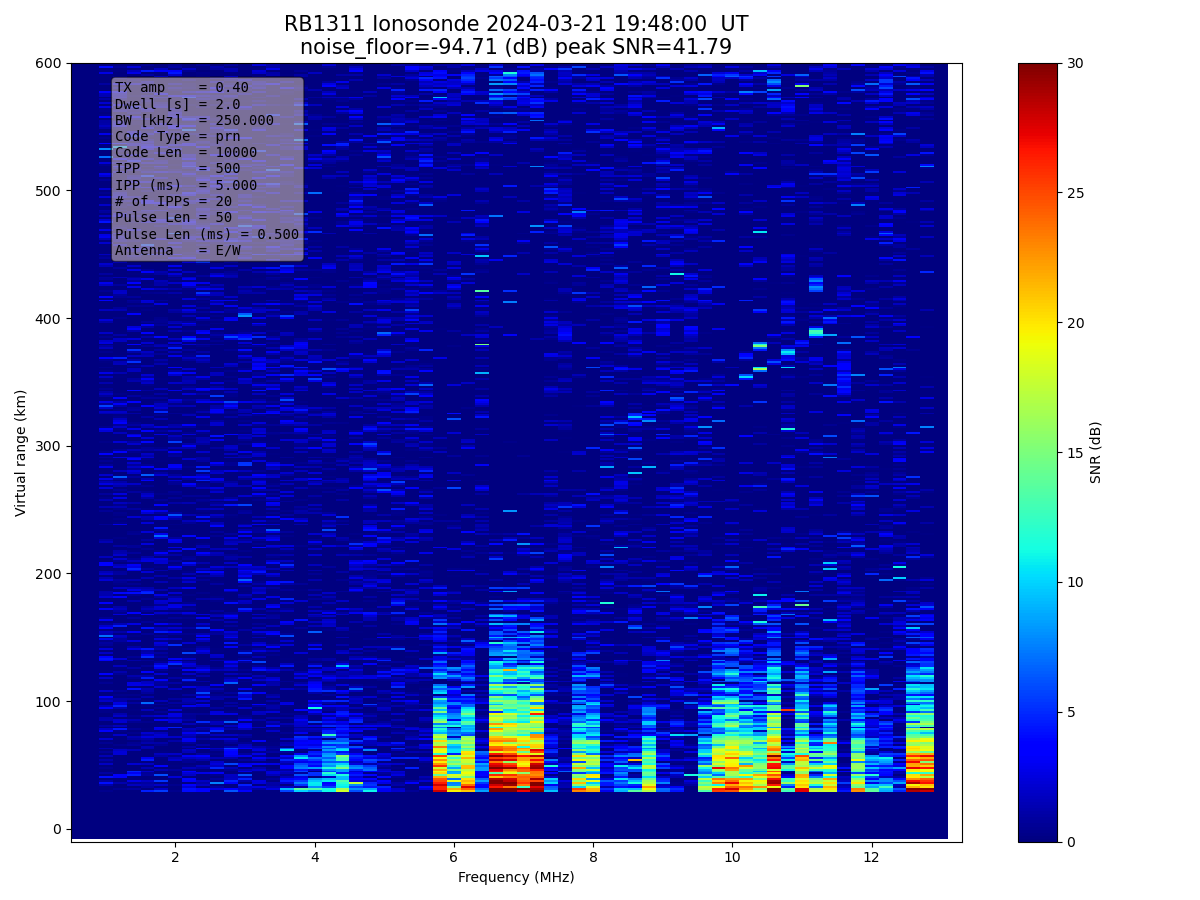 RB1311 Ionosonde 2024-03-21 19:48:00  UT
noise_floor=-94.71 (dB) peak SNR=41.79
TX amp     = 0.40
Dwell [s] = 2.0
BW [kHz]  = 250.000
Code Type = prn
Code Len  = 10000
IPP       = 500
IPP (ms)  = 5.000
# of IPPs = 20
Pulse Len = 50
Pulse Len (ms) = 0.500
Antenna   = E/W
600
500
400
300
200
100
0
Virtual range (km)
2 4 6 8 10 12
Frequency (MHz)
30
25
20
15
10
5
0
SNR (dB)